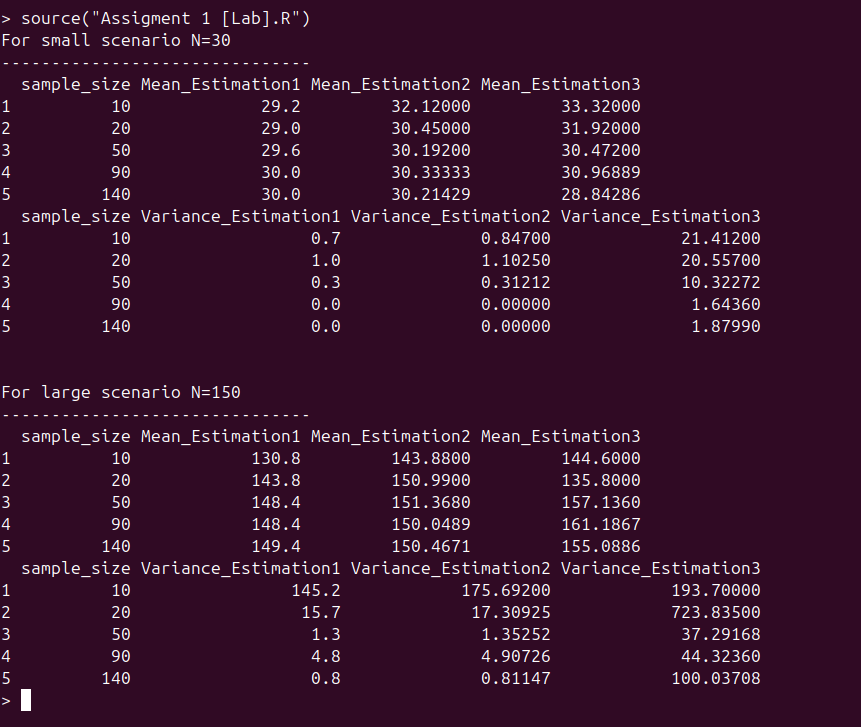 > source("Assigment 1 [Lab].R")
For small scenario N=30
-------------------------------
  sample_size Mean_Estimation1 Mean_Estimation2 Mean_Estimation3
1          10             29.2         32.12000         33.32000
2          20             29.0         30.45000         31.92000
3          50             29.6         30.19200         30.47200
4          90             30.0         30.33333         30.96889
5         140             30.0         30.21429         28.84286
  sample_size Variance_Estimation1 Variance_Estimation2 Variance_Estimation3
1          10                  0.7              0.84700             21.41200
2          20                  1.0              1.10250             20.55700
3          50                  0.3              0.31212             10.32272
4          90                  0.0              0.00000              1.64360
5         140                  0.0              0.00000              1.87990
For large scenario N=150
-------------------------------
  sample_size Mean_Estimation1 Mean_Estimation2 Mean_Estimation3
1          10            130.8         143.8800         144.6000
2          20            143.8         150.9900         135.8000
3          50            148.4         151.3680         157.1360
4          90            148.4         150.0489         161.1867
5         140            149.4         150.4671         155.0886
  sample_size Variance_Estimation1 Variance_Estimation2 Variance_Estimation3
1          10                145.2            175.69200            193.70000
2          20                 15.7             17.30925            723.83500
3          50                  1.3              1.35252             37.29168
4          90                  4.8              4.90726             44.32360
5         140                  0.8              0.81147            100.03708
>